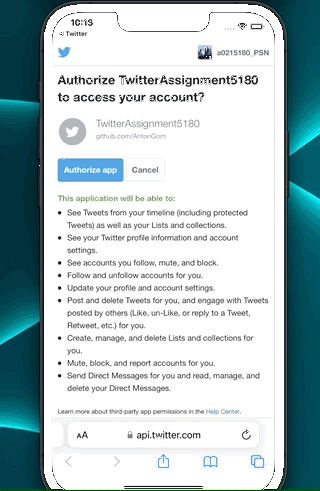 10:15
Twitter
a0215180_PSN
Authorize TwitterAssignment5180
to access your account?
TwitterAssignment5180
github.com/AntonGom
Authorize app
Cancel
This application will be able to:
See Tweets from your timeline (including protected
Tweets) as well as your Lists and collections.
See your Twitter profile information and account
settings.
See accounts you follow, mute, and block.
Follow and unfollow accounts for you.
Update your profile and account settings.
Post and delete Tweets for you, and engage with Tweets
posted by others (Like, un-Like, or reply to a Tweet,
Retweet, etc.) for you.
Create, manage, and delete Lists and collections for
you.
Mute, block, and report accounts for you.
Send Direct Messages for you and read, manage, and
delete your Direct Messages.
Learn more about third-party app permissions in the Help Center.
AA
api.twitter.com